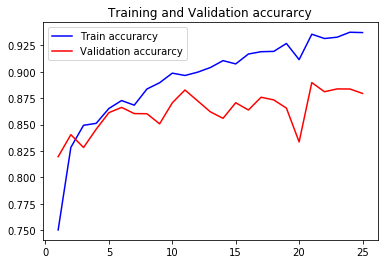 Training and Validation accurarcy
Train accurarcy
Validation accurarcy
0.925
0.900
0.875
0.850
0.825
0.800
0.775
0.750
0 5 10 15 20 25